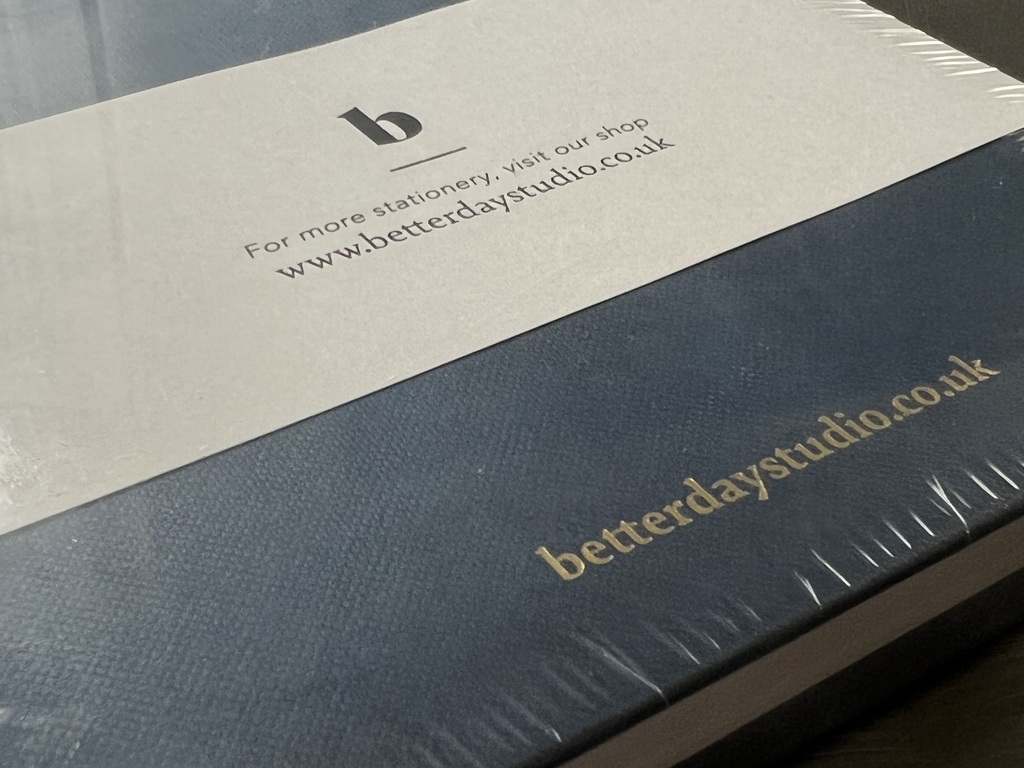 b
For more stationery, visit our shop
www.betterdaystudio.co.uk
betterdaystudio.co.uk